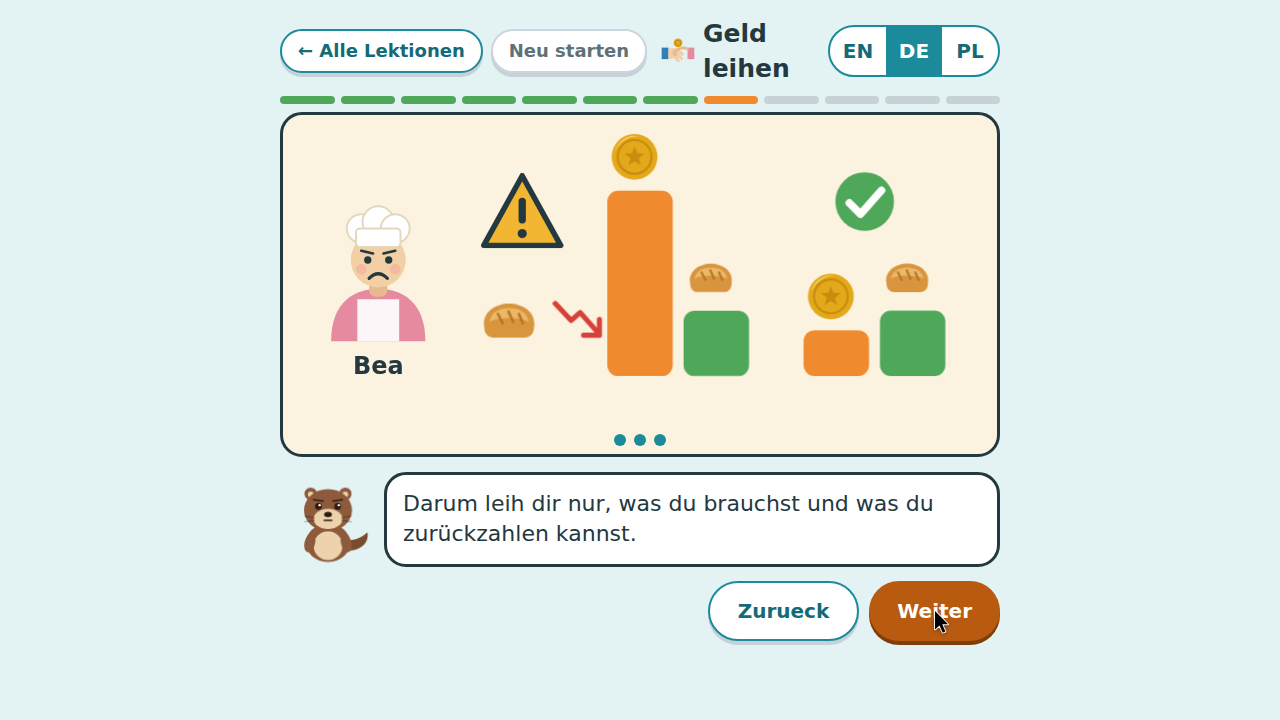 ← Alle Lektionen
Neu starten
Geld
leihen
EN
DE
PL
Bea
Darum leih dir nur, was du brauchst und was du
zurückzahlen kannst.
Zurueck
Weiter